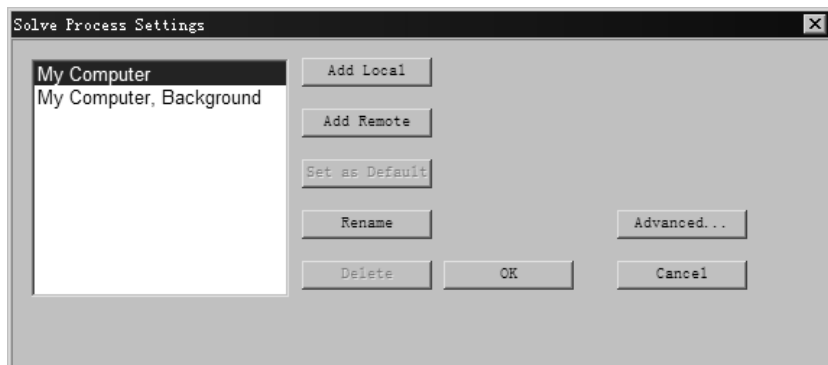 Solve Process Settings
My Computer
My Computer, Background
Add Local
Add Remote
Set as Default
Rename
Advanced...
Delete
OK
Cancel